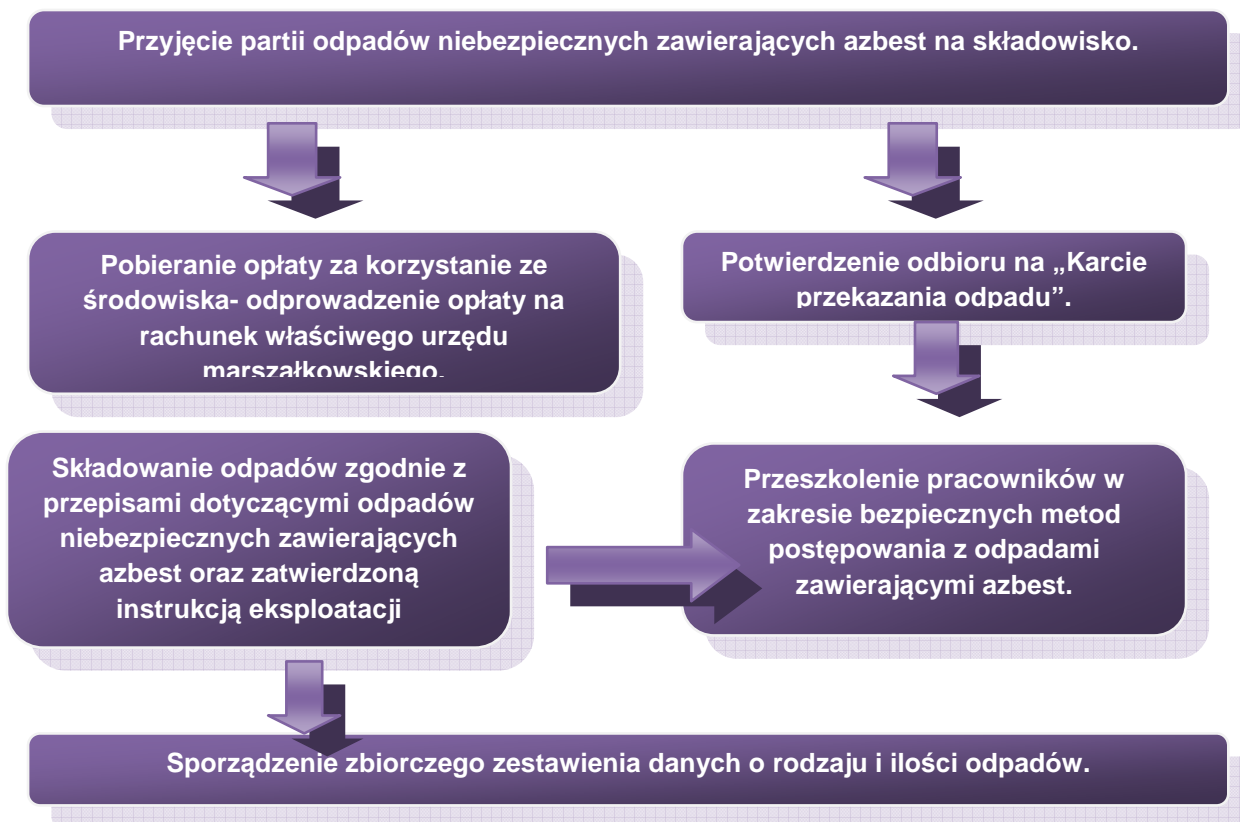 Przyjęcie partii odpadów niebezpiecznych zawierających azbest na składowisko.
Pobieranie opłaty za korzystanie ze
środowiska- odprowadzenie opłaty na
rachunek właściwego urzędu
marszałkowskiego.
Potwierdzenie odbioru na „Karcie
przekazania odpadu”.
Składowanie odpadów zgodnie z
przepisami dotyczącymi odpadów
niebezpiecznych zawierających
azbest oraz zatwierdzoną
instrukcją eksploatacji
Przeszkolenie pracowników w
zakresie bezpiecznych metod
postępowania z odpadami
zawierającymi azbest.
Sporządzenie zbiorczego zestawienia danych o rodzaju i ilości odpadów.